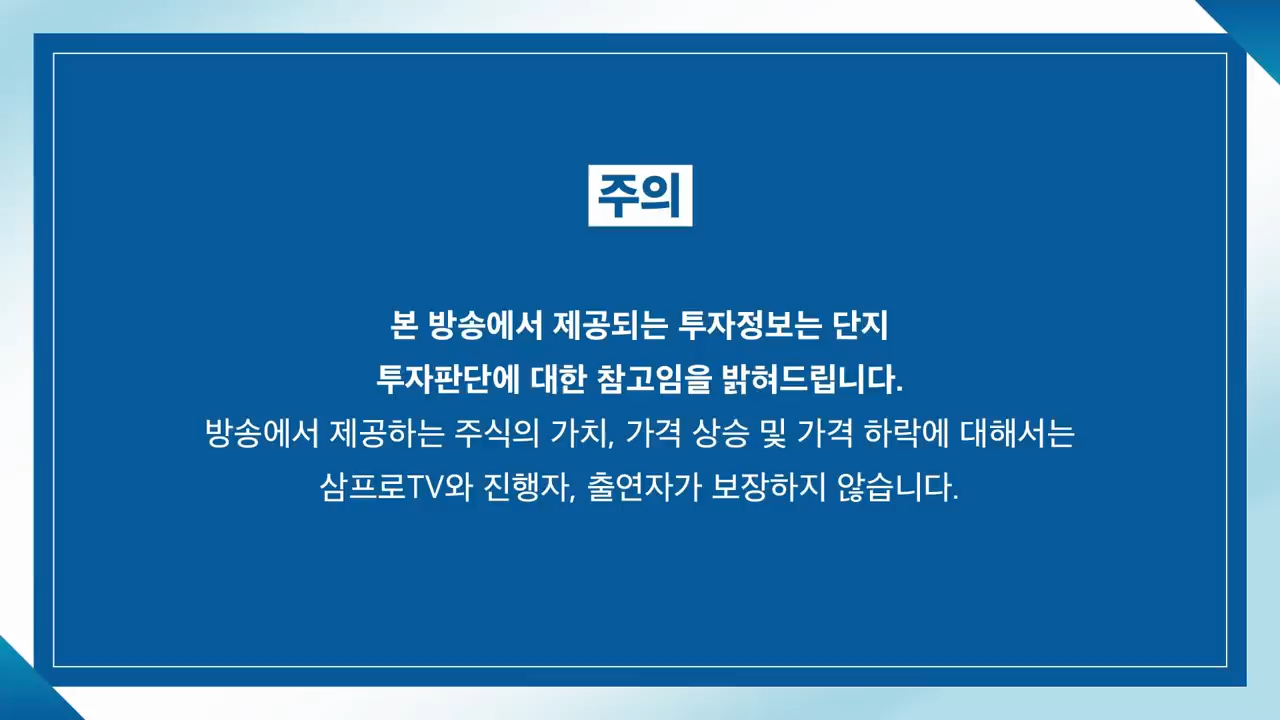 주의
본 방송에서 제공되는 투자정보는 단지
투자판단에 대한 참고임을 밝혀드립니다.
방송에서 제공하는 주식의 가치, 가격 상승 및 가격 하락에 대해서는
삼프로TV와 진행자, 출연자가 보장하지 않습니다.